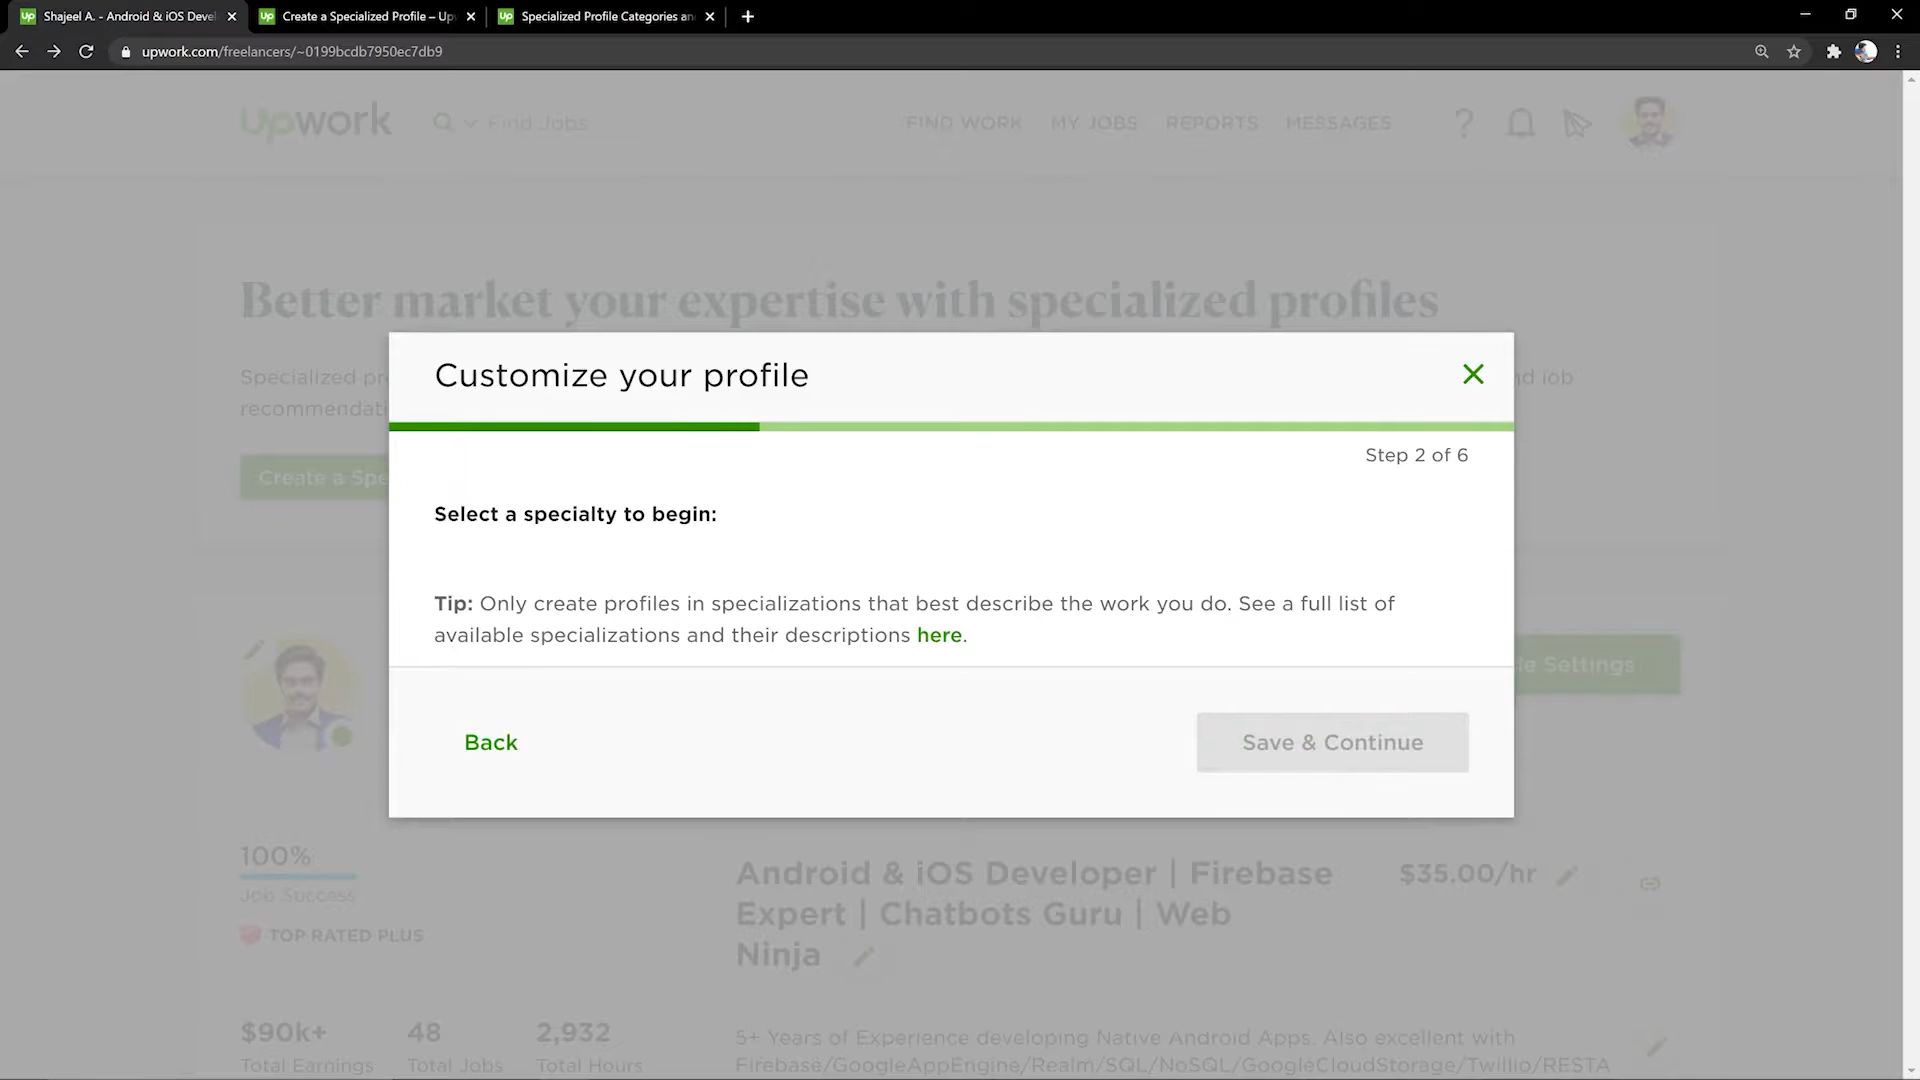 Shajeel A. - Android & iOS Devel
Create a Specialized Profile – Up
Specialized Profile Categories an
upwork.com/freelancers/~0199bcdb7950ec7db9
Upwork
Find Jobs
FIND WORK
MY JOBS
REPORTS
MESSAGES
?
Better market your expertise with specialized profiles
Specialized pr
nd job
recommendati
Create a Spe
Customize your profile
Step 2 of 6
Select a specialty to begin:
Tip: Only create profiles in specializations that best describe the work you do. See a full list of
available specializations and their descriptions here.
Back
Save & Continue
le Settings
100%
Job Success
TOP RATED PLUS
Android & iOS Developer | Firebase
Expert | Chatbots Guru | Web
Ninja
$35.00/hr
$90k+
Total Earnings
48
Total Jobs
2,932
Total Hours
5+ Years of Experience developing Native Android Apps. Also excellent with
Firebase/GoogleAppEngine/Realm/SQL/NoSQL/GoogleCloudStorage/Twillio/RESTA